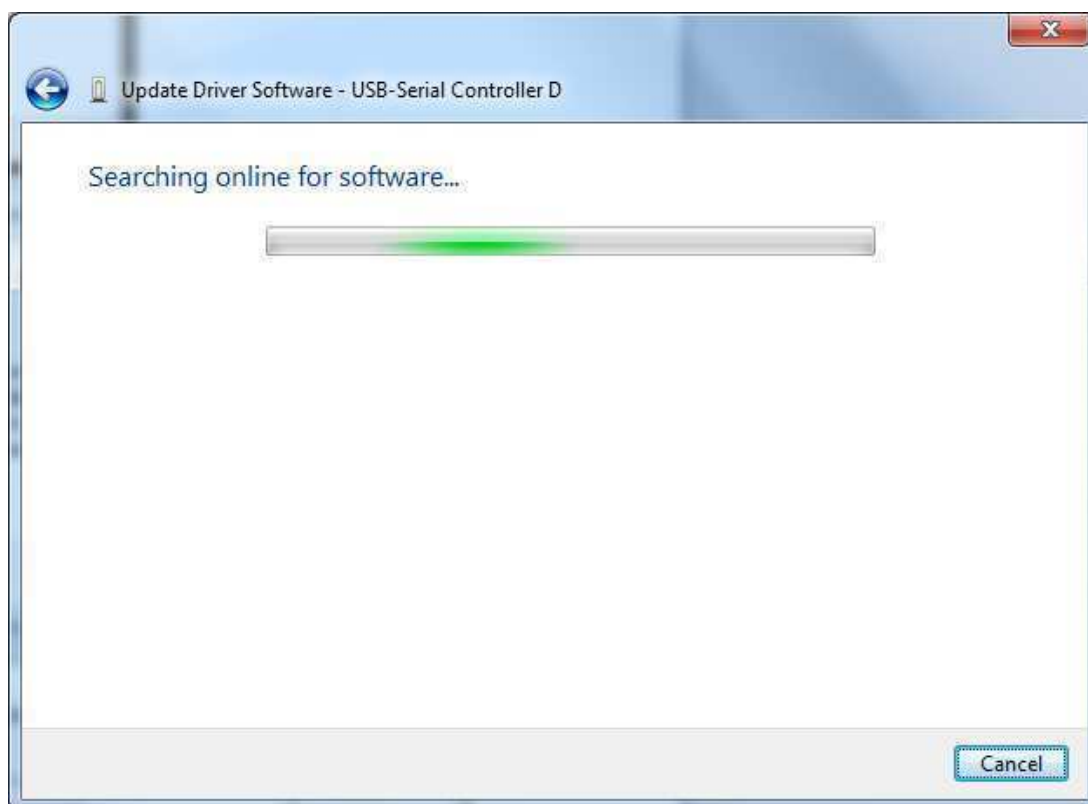 Update Driver Software - USB-Serial Controller D
Searching online for software...
Cancel